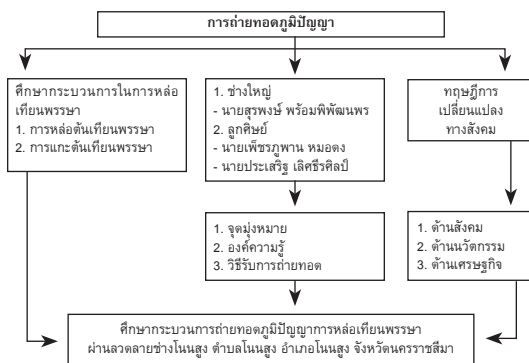 การถ่ายทอดภูมิปัญญา
ศึกษากระบวนการในการหล่อ
เทียนพรรษา
1. การหล่อต้นเทียนพรรษา
2. การแกะต้นเทียนพรรษา
1. ช่างใหญ่
- นายสุรพงษ์ พร้อมพิพัฒนพร
2. ลูกศิษย์
- นายเพ็ชรภูพาน หมอดง
- นายประเสริฐ เลิศธีรศิลป์
ทฤษฎีการ
เปลี่ยนแปลง
ทางสังคม
1. จุดมุ่งหมาย
2. องค์ความรู้
3. วิธีรับการถ่ายทอด
1. ด้านสังคม
2. ด้านนวัตกรรม
3. ด้านเศรษฐกิจ
ศึกษากระบวนการถ่ายทอดภูมิปัญญาการหล่อเทียนพรรษา
ผ่านลวดลายช่างโนนสูง ตำบลโนนสูง อำเภอโนนสูง จังหวัดนครราชสีมา